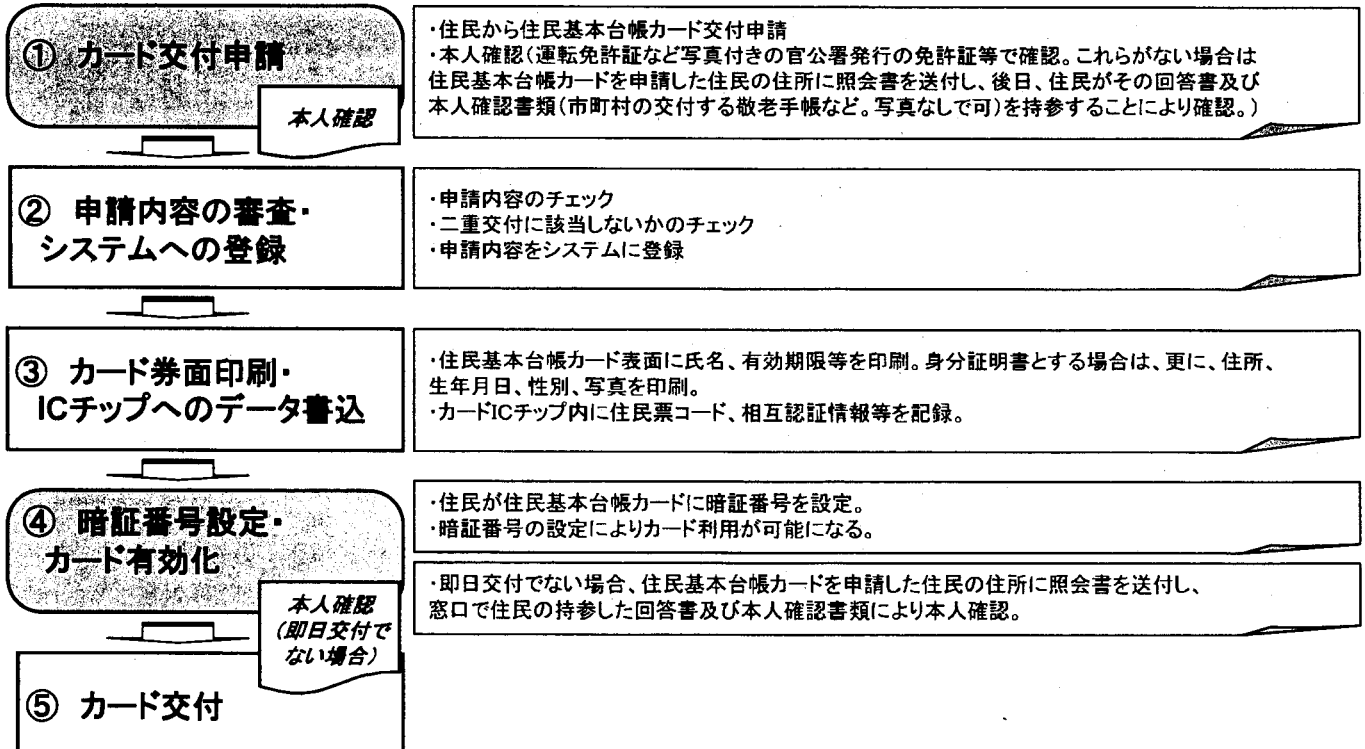 ① カード交付申請
本人確認
・住民から住民基本台帳カード交付申請
・本人確認(運転免許証など写真付きの官公署発行の免許証等で確認。これらがない場合は
住民基本台帳カードを申請した住民の住所に照会書を送付し、後日、住民がその回答書及び
本人確認書類(市町村の交付する敬老手帳など。写真なしで可)を持参することにより確認。)
② 申請内容の審査・
システムへの登録
・申請内容のチェック
・二重交付に該当しないかのチェック
・申請内容をシステムに登録
③ カード券面印刷・
ICチップへのデータ書込
・住民基本台帳カード表面に氏名、有効期限等を印刷。身分証明書とする場合は、更に、住所、
生年月日、性別、写真を印刷。
・カードICチップ内に住民票コード、相互認証情報等を記録。
④ 暗証番号設定・
カード有効化
本人確認
(即日交付で
ない場合)
・住民が住民基本台帳カードに暗証番号を設定。
・暗証番号の設定によりカード利用が可能になる。
・即日交付でない場合、住民基本台帳カードを申請した住民の住所に照会書を送付し、
窓口で住民の持参した回答書及び本人確認書類により本人確認。
⑤ カード交付